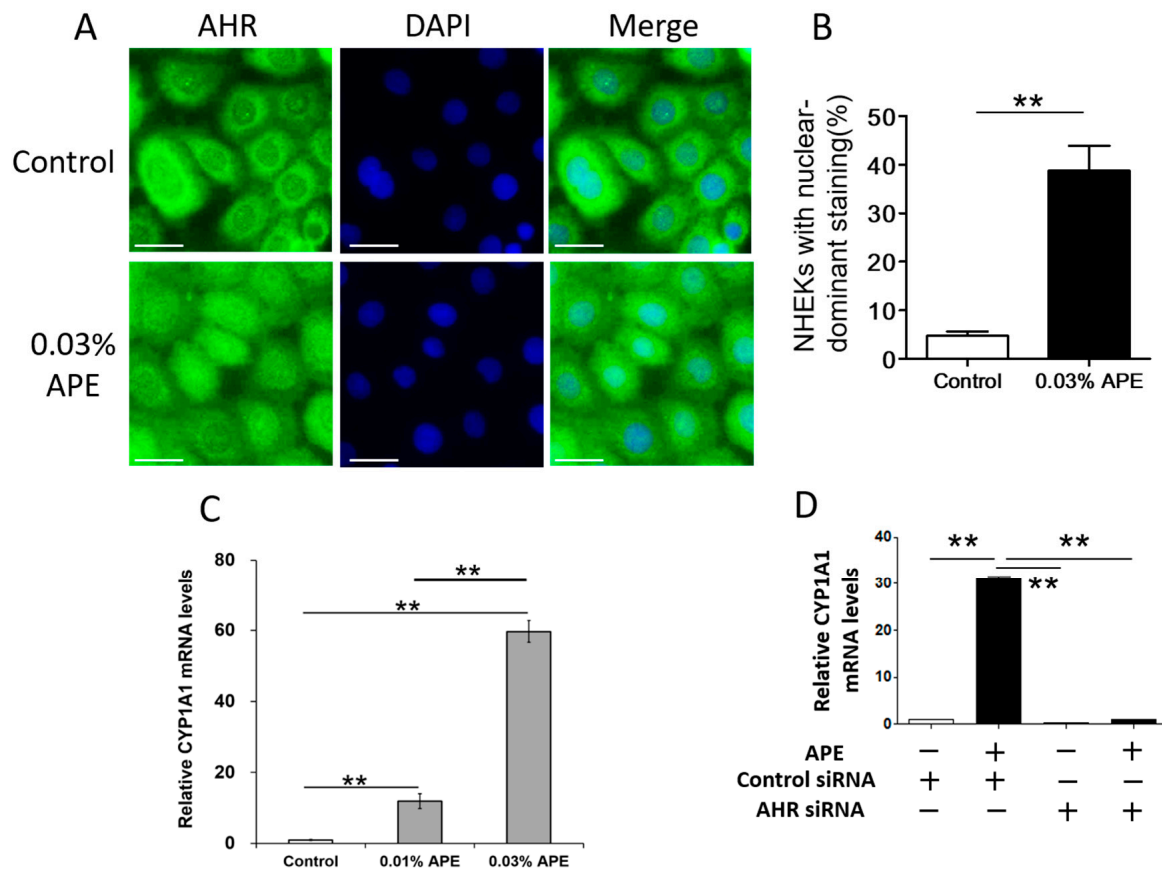 A
AHR
DAPI
Merge
Control
0.03%
APE
B
NHEKs with nuclear-
dominant staining(%)
50
40
30
20
10
0
**
Control
0.03% APE
C
Relative CYP1A1 mRNA levels
80
60
40
20
0
**
**
**
Control
0.01% APE
0.03% APE
D
Relative CYP1A1
mRNA levels
40
30
20
10
0
**
**
**
APE − + − +
Control siRNA + + − −
AHR siRNA − − + +